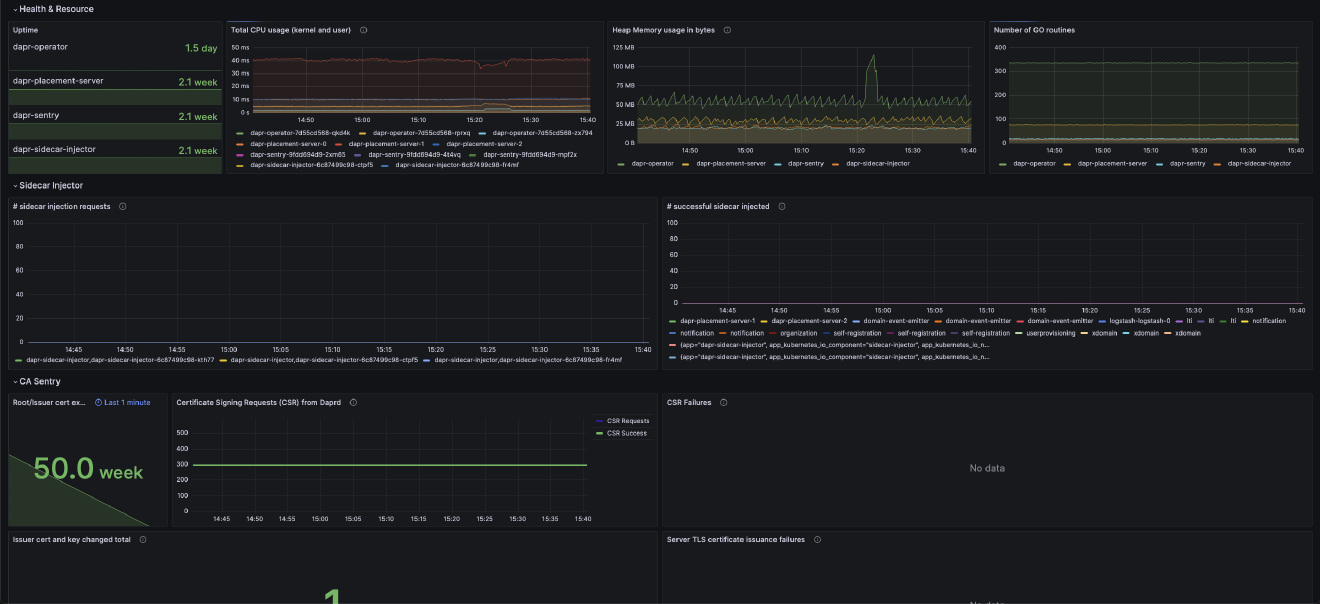 Health & Resource
Uptime
dapr-operator
1.5 day
dapr-placement-server
2.1 week
dapr-sentry
2.1 week
dapr-sidecar-injector
2.1 week
Total CPU usage (kernel and user)
50 ms
40 ms
30 ms
20 ms
10 ms
0 s
14:50 15:00 15:10 15:20 15:30 15:40
dapr-operator-7d55cd568-qkd4k dapr-operator-7d55cd568-rprxq dapr-operator-7d55cd568-zx794
dapr-placement-server-0 dapr-placement-server-1 dapr-placement-server-2
dapr-sentry-9fdd694d9-2xm65 dapr-sentry-9fdd694d9-4t4vq dapr-sentry-9fdd694d9-mpf2x
dapr-sidecar-injector-6c87499c98-ctpf5 dapr-sidecar-injector-6c87499c98-fr4mf
Heap Memory usage in bytes
125 MB
100 MB
75 MB
50 MB
25 MB
0 B
14:50 15:00 15:10 15:20 15:30 15:40
dapr-operator dapr-placement-server dapr-sentry dapr-sidecar-injector
Number of GO routines
400
300
200
100
0
14:50 15:00 15:10 15:20 15:30 15:40
dapr-operator dapr-placement-server dapr-sentry dapr-sidecar-injector
Sidecar Injector
# sidecar injection requests
100
80
60
40
20
0
14:45 14:50 14:55 15:00 15:05 15:10 15:15 15:20 15:25 15:30 15:35 15:40
dapr-sidecar-injector,dapr-sidecar-injector-6c87499c98-kth77 dapr-sidecar-injector,dapr-sidecar-injector-6c87499c98-ctpf5 dapr-sidecar-injector,dapr-sidecar-injector-6c87499c98-fr4mf
# successful sidecar injected
100
80
60
40
20
0
14:45 14:50 14:55 15:00 15:05 15:10 15:15 15:20 15:25 15:30 15:35 15:40
dapr-placement-server-1 dapr-placement-server-2 domain-event-emitter domain-event-emitter domain-event-emitter logstash-logstash-0 lti lti lti notification
notification notification organization self-registration self-registration self-registration userprovisioning xdomain xdomain xdomain
{app="dapr-sidecar-injector", app_kubernetes_io_component="sidecar-injector", app_kubernetes_io_n...
{app="dapr-sidecar-injector", app_kubernetes_io_component="sidecar-injector", app_kubernetes_io_n...
CA Sentry
Root/Issuer cert ex... Last 1 minute
50.0 week
Certificate Signing Requests (CSR) from Daprd
500
400
300
200
100
0
14:45 14:50 14:55 15:00 15:05 15:10 15:15 15:20 15:25 15:30 15:35 15:40
CSR Requests
CSR Success
CSR Failures
No data
Issuer cert and key changed total
1
Server TLS certificate issuance failures
No data